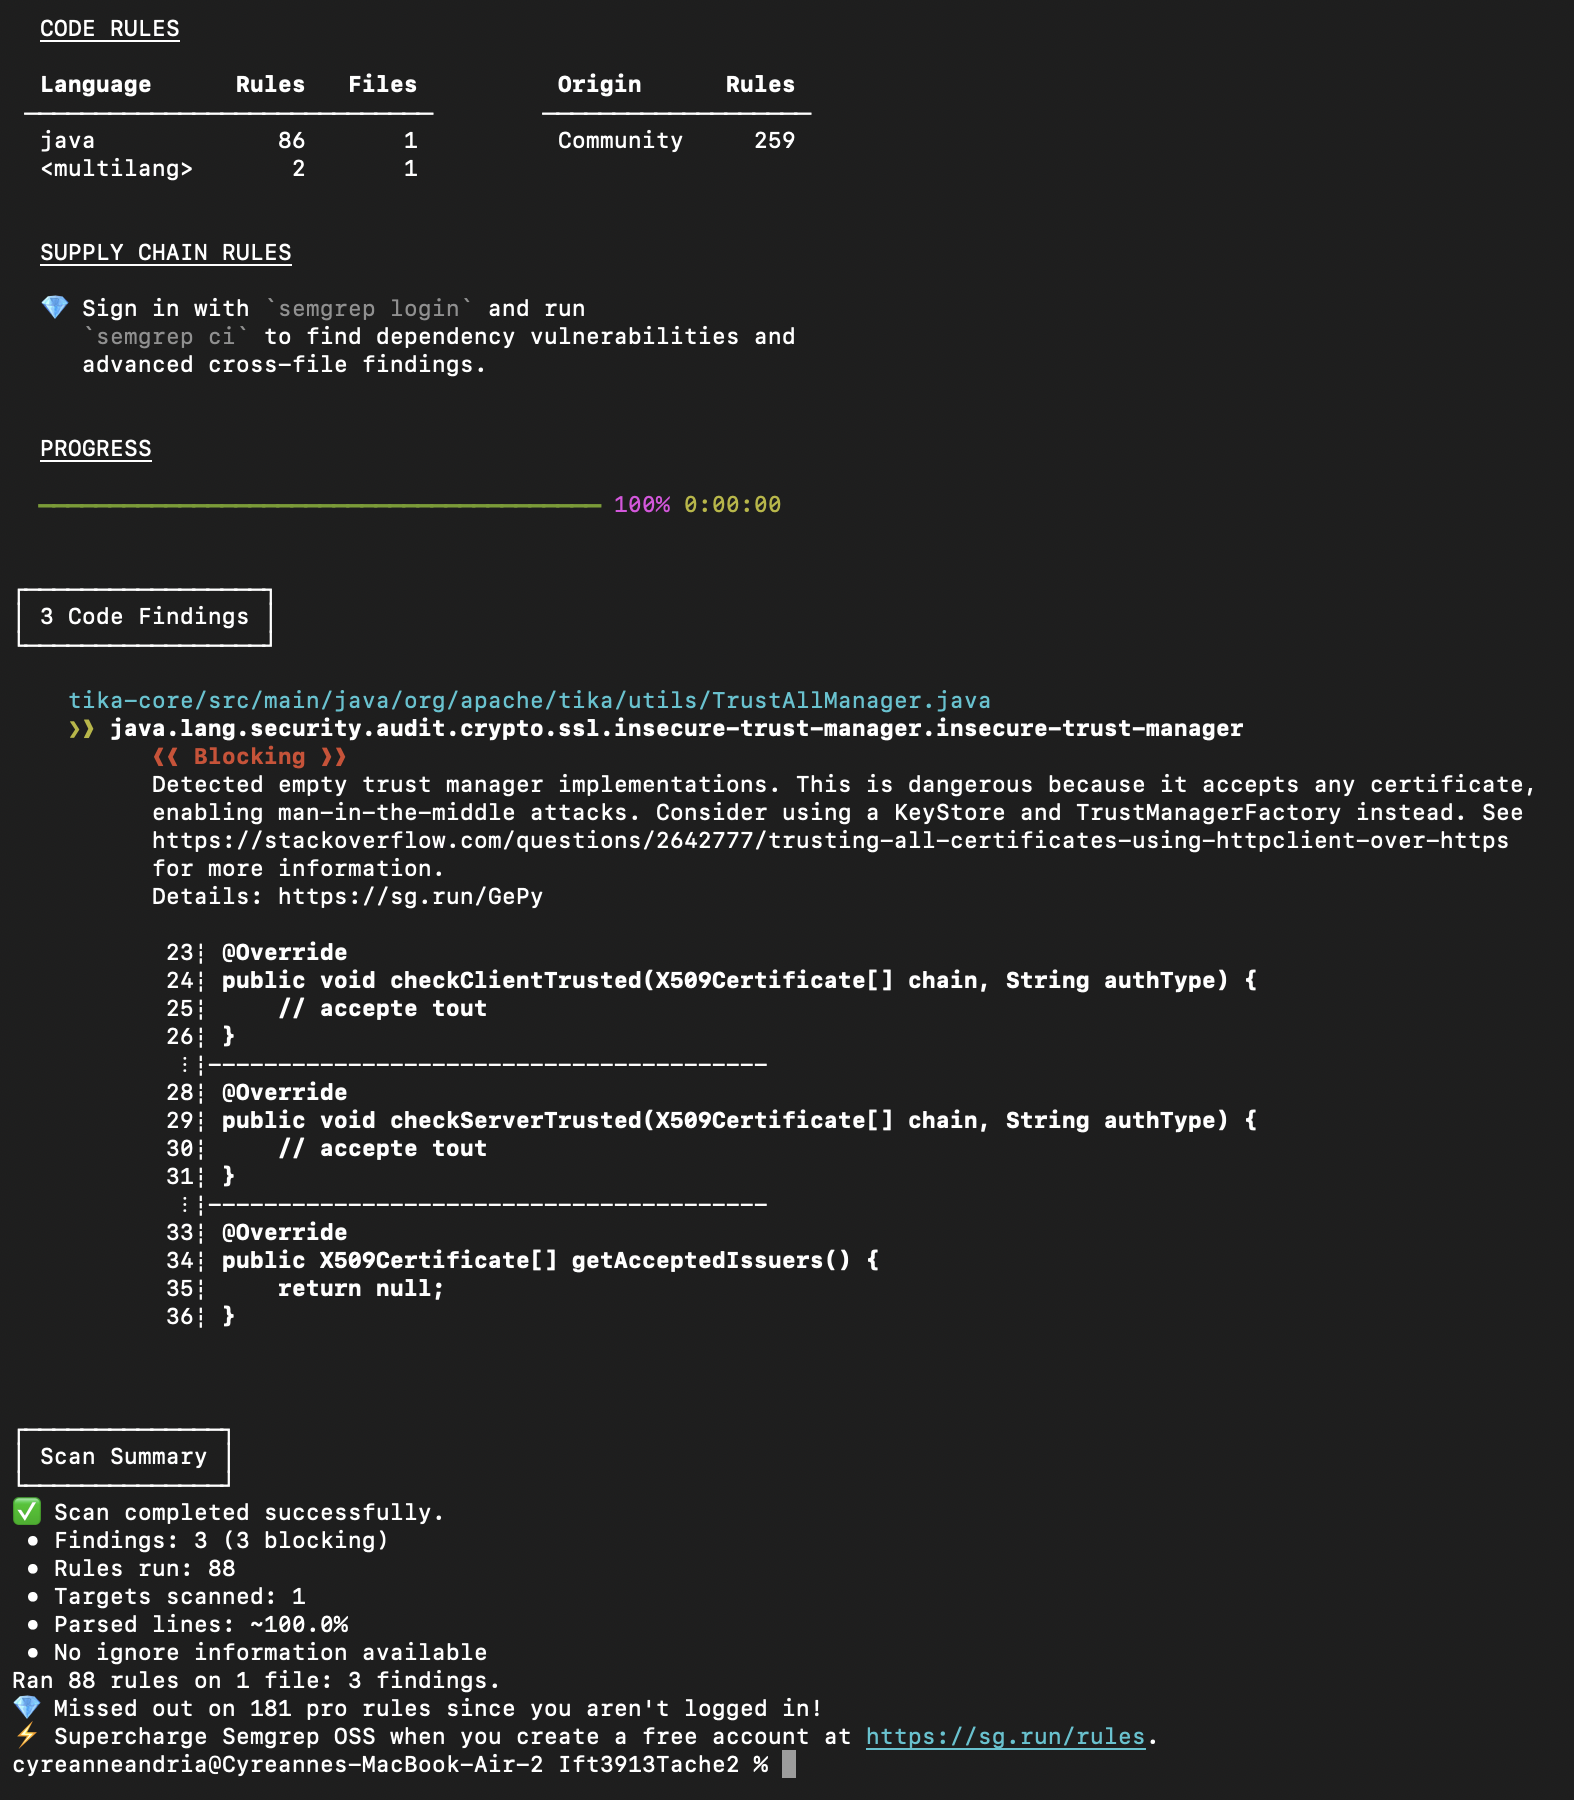 CODE RULES
Language Rules Files Origin Rules
java 86 1 Community 259
<multilang> 2 1
SUPPLY CHAIN RULES
💎 Sign in with `semgrep login` and run
`semgrep ci` to find dependency vulnerabilities and
advanced cross-file findings.
PROGRESS
100% 0:00:00
3 Code Findings
tika-core/src/main/java/org/apache/tika/utils/TrustAllManager.java
❯❱ java.lang.security.audit.crypto.ssl.insecure-trust-manager.insecure-trust-manager
❰❰ Blocking ❱❱
Detected empty trust manager implementations. This is dangerous because it accepts any certificate,
enabling man-in-the-middle attacks. Consider using a KeyStore and TrustManagerFactory instead. See
https://stackoverflow.com/questions/2642777/trusting-all-certificates-using-httpclient-over-https
for more information.
Details: https://sg.run/GePy
23┆ @Override
24┆ public void checkClientTrusted(X509Certificate[] chain, String authType) {
25┆     // accepte tout
26┆ }
⋮┆----------------------------------------
28┆ @Override
29┆ public void checkServerTrusted(X509Certificate[] chain, String authType) {
30┆     // accepte tout
31┆ }
⋮┆----------------------------------------
33┆ @Override
34┆ public X509Certificate[] getAcceptedIssuers() {
35┆     return null;
36┆ }
Scan Summary
✅ Scan completed successfully.
• Findings: 3 (3 blocking)
• Rules run: 88
• Targets scanned: 1
• Parsed lines: ~100.0%
• No ignore information available
Ran 88 rules on 1 file: 3 findings.
💎 Missed out on 181 pro rules since you aren't logged in!
⚡ Supercharge Semgrep OSS when you create a free account at https://sg.run/rules.
cyreanneandria@Cyreannes-MacBook-Air-2 Ift3913Tache2 %